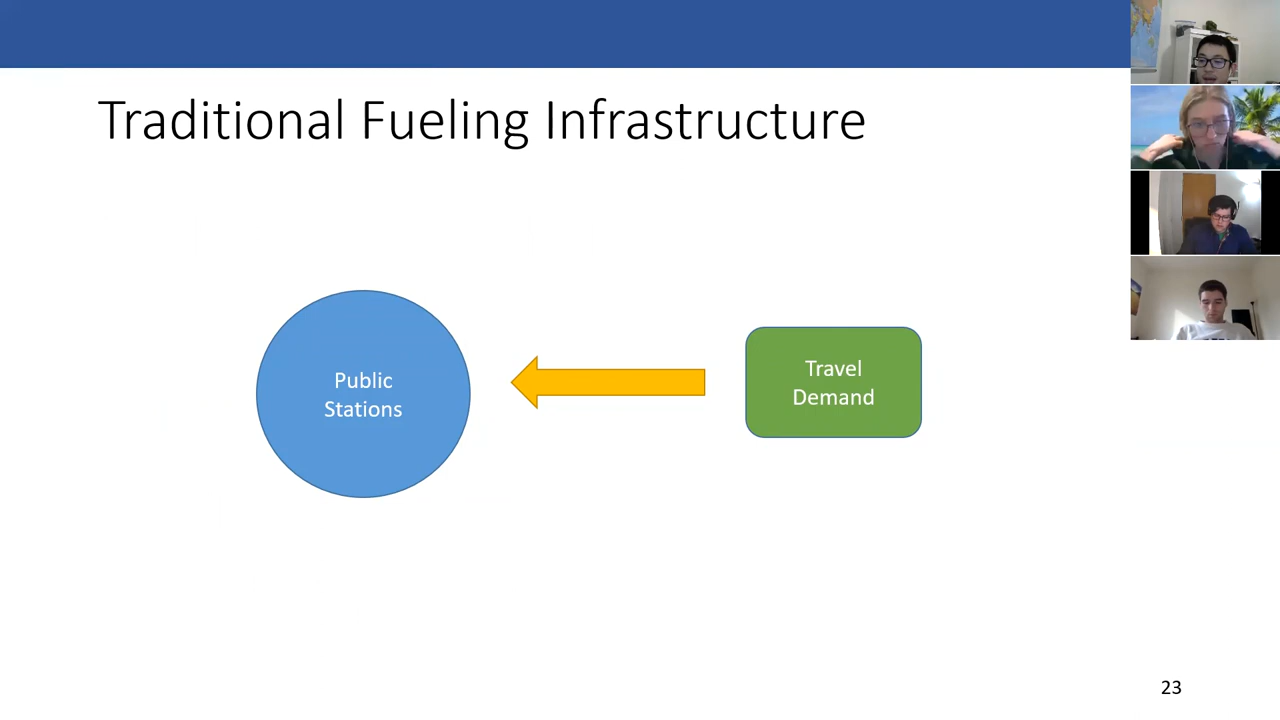 Traditional Fueling Infrastructure
Public
Stations
Travel
Demand
23